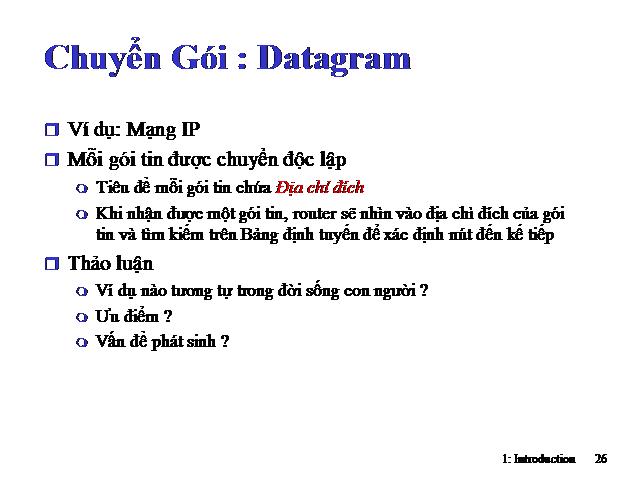 Chuyển Gói : Datagram
Ví dụ: Mạng IP
Mỗi gói tin được chuyển độc lập
Tiêu đề mỗi gói tin chứa Địa chỉ đích
Khi nhận được một gói tin, router sẽ nhìn vào địa chỉ đích của gói
tin và tìm kiếm trên Bảng định tuyến để xác định nút đến kế tiếp
Thảo luận
Ví dụ nào tương tự trong đời sống con người ?
Ưu điểm ?
Vấn đề phát sinh ?
1: Introduction 26